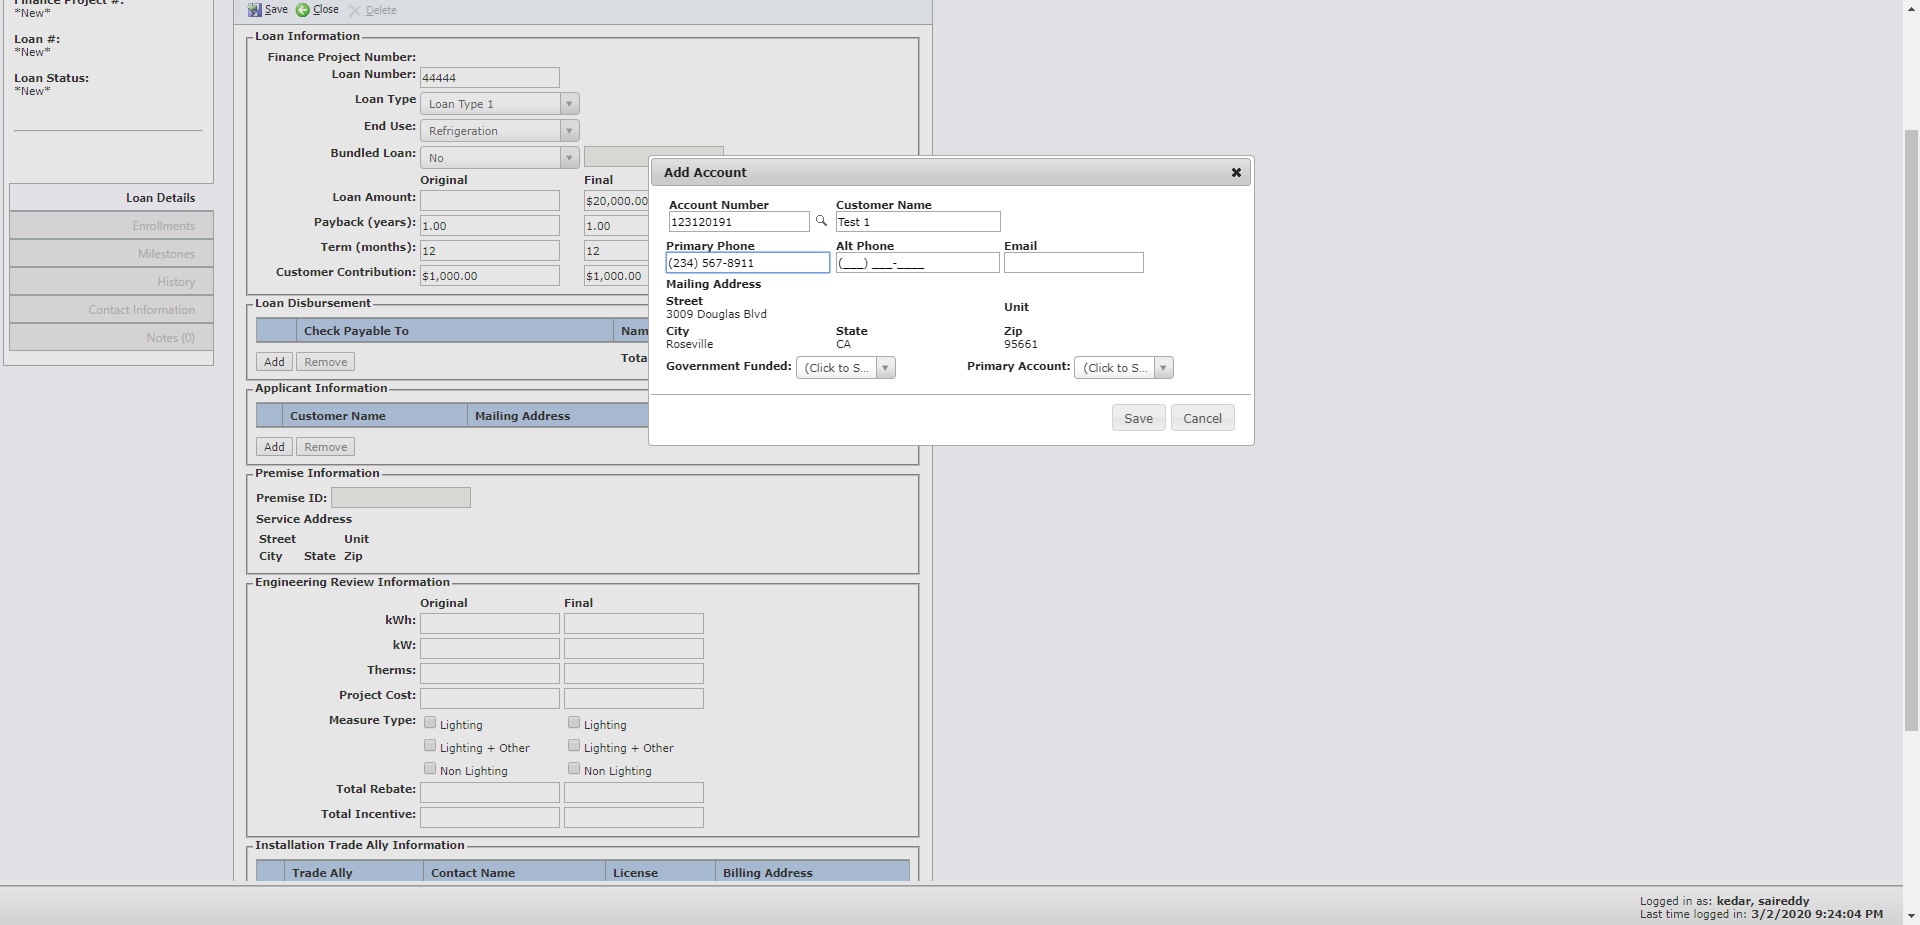 Finance Project #:
*New*
Loan #:
*New*
Loan Status:
*New*
Loan Details
Enrollments
Milestones
History
Contact Information
Notes (0)
Save Close Delete
Loan Information
Finance Project Number:
Loan Number: 44444
Loan Type Loan Type 1
End Use: Refrigeration
Bundled Loan: No
Original Final
Loan Amount: $20,000.00
Payback (years): 1.00 1.00
Term (months): 12 12
Customer Contribution: $1,000.00 $1,000.00
Loan Disbursement
Check Payable To Nam
Add Remove Tota
Applicant Information
Customer Name Mailing Address
Add Remove
Premise Information
Premise ID:
Service Address
Street Unit
City State Zip
Engineering Review Information
Original Final
kWh:
kW:
Therms:
Project Cost:
Measure Type: Lighting Lighting
Lighting + Other Lighting + Other
Non Lighting Non Lighting
Total Rebate:
Total Incentive:
Installation Trade Ally Information
Trade Ally Contact Name License Billing Address
Add Account
Account Number Customer Name
123120191 Test 1
Primary Phone Alt Phone Email
(234) 567-8911 (___) ___-____
Mailing Address
Street Unit
3009 Douglas Blvd
City State Zip
Roseville CA 95661
Government Funded: (Click to S... Primary Account: (Click to S...
Save Cancel
Logged in as: kedar, saireddy
Last time logged in: 3/2/2020 9:24:04 PM